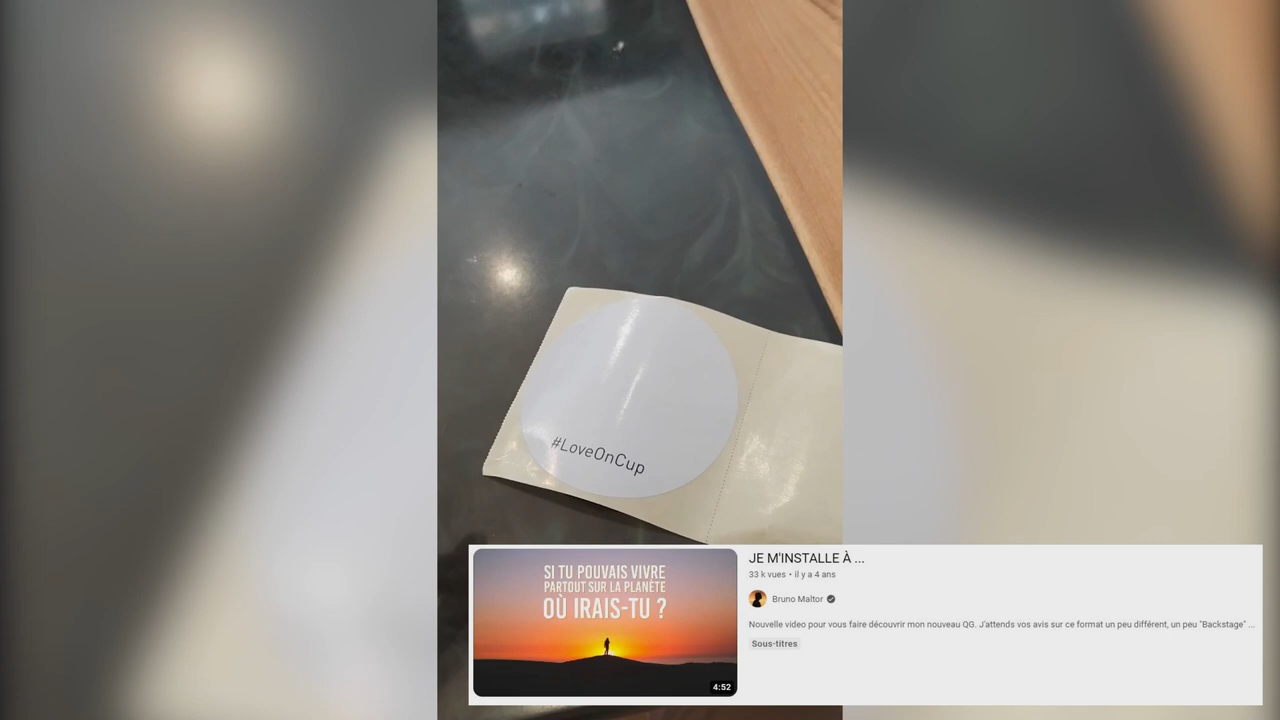 #LoveOnCup
SI TU POUVAIS VIVRE
PARTOUT SUR LA PLANÈTE
OÙ IRAIS-TU ?
4:52
JE M'INSTALLE À ...
33 k vues • il y a 4 ans
Bruno Maltor
Nouvelle video pour vous faire découvrir mon nouveau QG. J'attends vos avis sur ce format un peu différent, un peu "Backstage" ...
Sous-titres